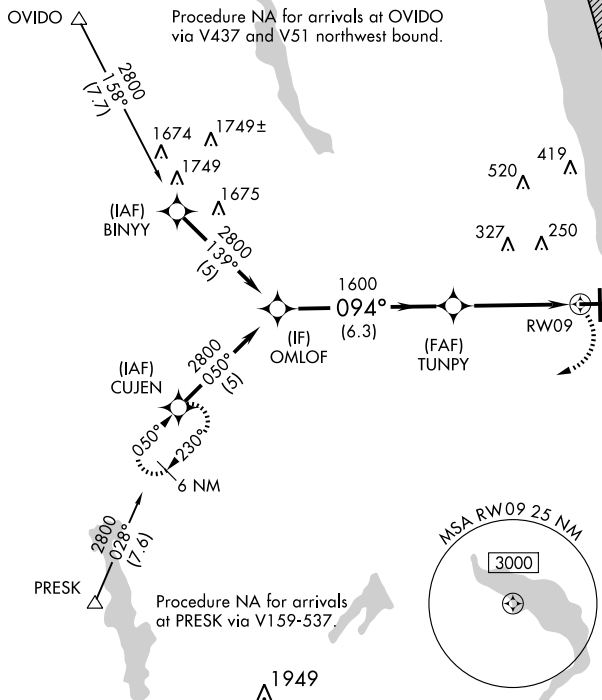 OVIDO
Procedure NA for arrivals at OVIDO
via V437 and V51 northwest bound.
2800
158°
(7.7)
1674
1749±
1749
1675
419
520
327
250
(IAF)
BINYY
2800
139°
(5)
1600
094°
(6.3)
(IF)
OMLOF
(FAF)
TUNPY
RW09
(IAF)
CUJEN
2800
050°
(5)
050°
230°
6 NM
2800
028°
(7.6)
PRESK
Procedure NA for arrivals
at PRESK via V159-537.
MSA RW09 25 NM
3000
1949